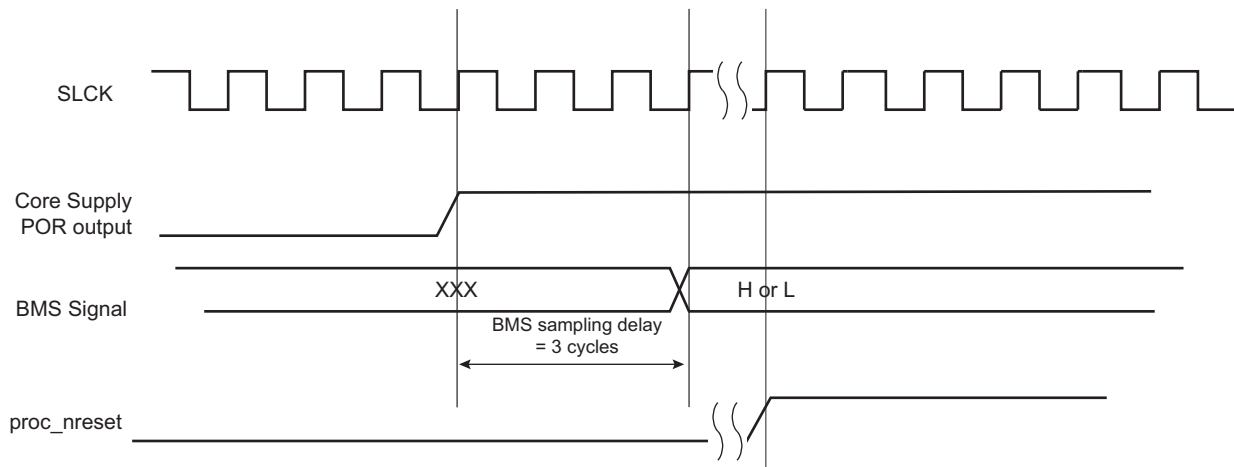 SLCK
Core Supply
POR output
BMS Signal
XXX
H or L
BMS sampling delay
= 3 cycles
proc_nreset